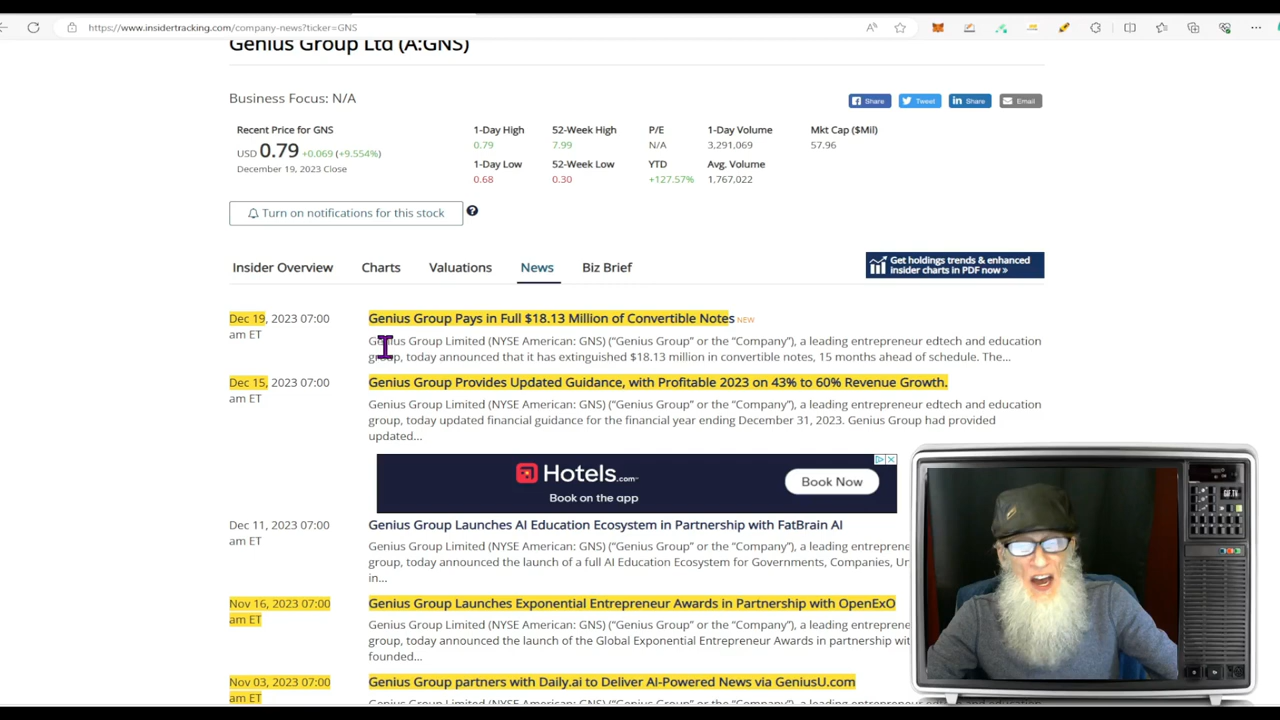 https://www.insidertracking.com/company-news?ticker=GNS
Genius Group Ltd (A:GNS)
Business Focus: N/A
Share
Tweet
Share
Email
Recent Price for GNS
USD 0.79 +0.069 (+9.554%)
December 19, 2023 Close
1-Day High
0.79
1-Day Low
0.68
52-Week High
7.99
52-Week Low
0.30
P/E
N/A
YTD
+127.57%
1-Day Volume
3,291,069
Avg. Volume
1,767,022
Mkt Cap ($Mil)
57.96
Turn on notifications for this stock
Insider Overview Charts Valuations News Biz Brief
Get holdings trends & enhanced
insider charts in PDF now »
Dec 19, 2023 07:00
am ET
Genius Group Pays in Full $18.13 Million of Convertible Notes NEW
Genius Group Limited (NYSE American: GNS) (“Genius Group” or the “Company”), a leading entrepreneur edtech and education
group, today announced that it has extinguished $18.13 million in convertible notes, 15 months ahead of schedule. The...
Dec 15, 2023 07:00
am ET
Genius Group Provides Updated Guidance, with Profitable 2023 on 43% to 60% Revenue Growth.
Genius Group Limited (NYSE American: GNS) (“Genius Group” or the “Company”), a leading entrepreneur edtech and education
group, today updated financial guidance for the financial year ending December 31, 2023. Genius Group had provided
updated...
Hotels.com
Book on the app
Book Now
Dec 11, 2023 07:00
am ET
Genius Group Launches AI Education Ecosystem in Partnership with FatBrain AI
Genius Group Limited (NYSE American: GNS) (“Genius Group” or the “Company”), a leading entreprene
group, today announced the launch of a full AI Education Ecosystem for Governments, Companies, Un
in...
Nov 16, 2023 07:00
am ET
Genius Group Launches Exponential Entrepreneur Awards in Partnership with OpenExO
Genius Group Limited (NYSE American: GNS) (“Genius Group” or the “Company”), a leading entreprene
group, today announced the launch of the Global Exponential Entrepreneur Awards in partnership wit
founded...
Nov 03, 2023 07:00
am ET
Genius Group partners with Daily.ai to Deliver AI-Powered News via GeniusU.com